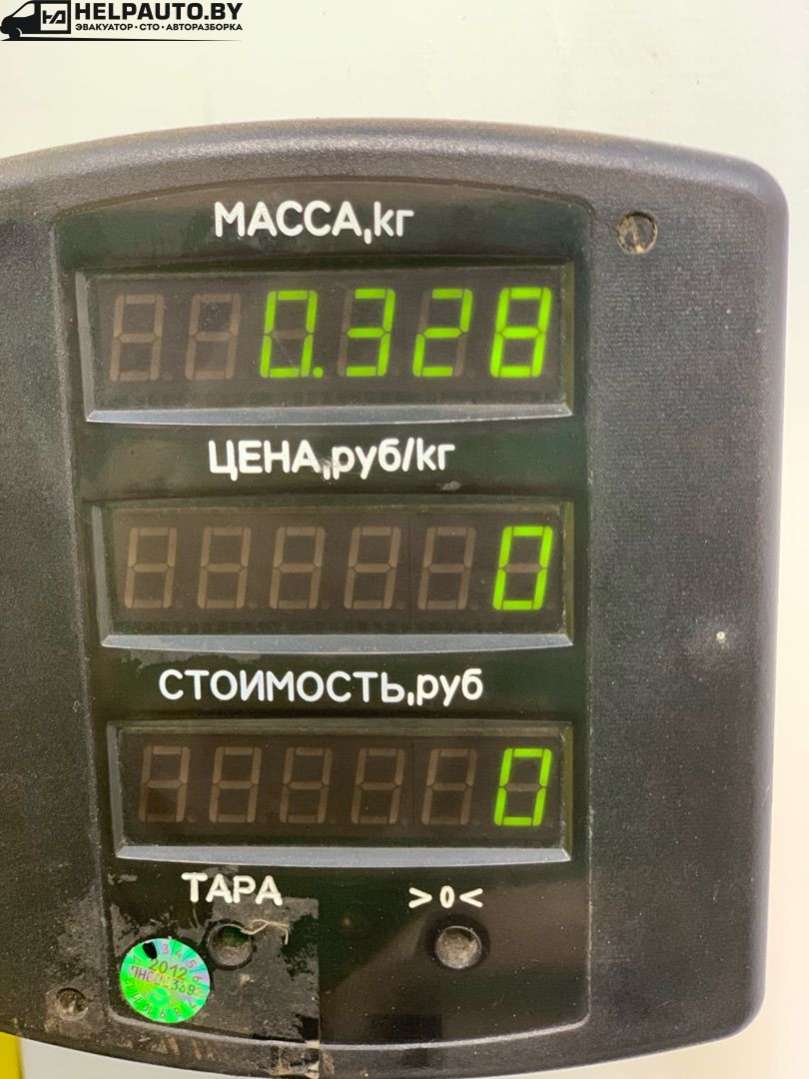 HELPAUTO.BY
ЭВАКУАТОР • СТО • АВТОРАЗБОРКА
МАССА,кг
0.328
ЦЕНА,руб/кг
0
СТОИМОСТЬ,руб
0
ТАРА >0<
2012